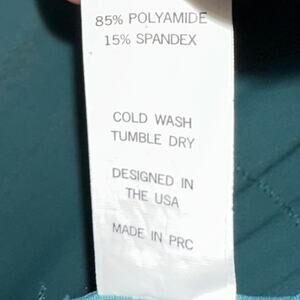 85% POLYAMIDE
15% SPANDEX
COLD WASH
TUMBLE DRY
DESIGNED IN
THE USA
MADE IN PRC